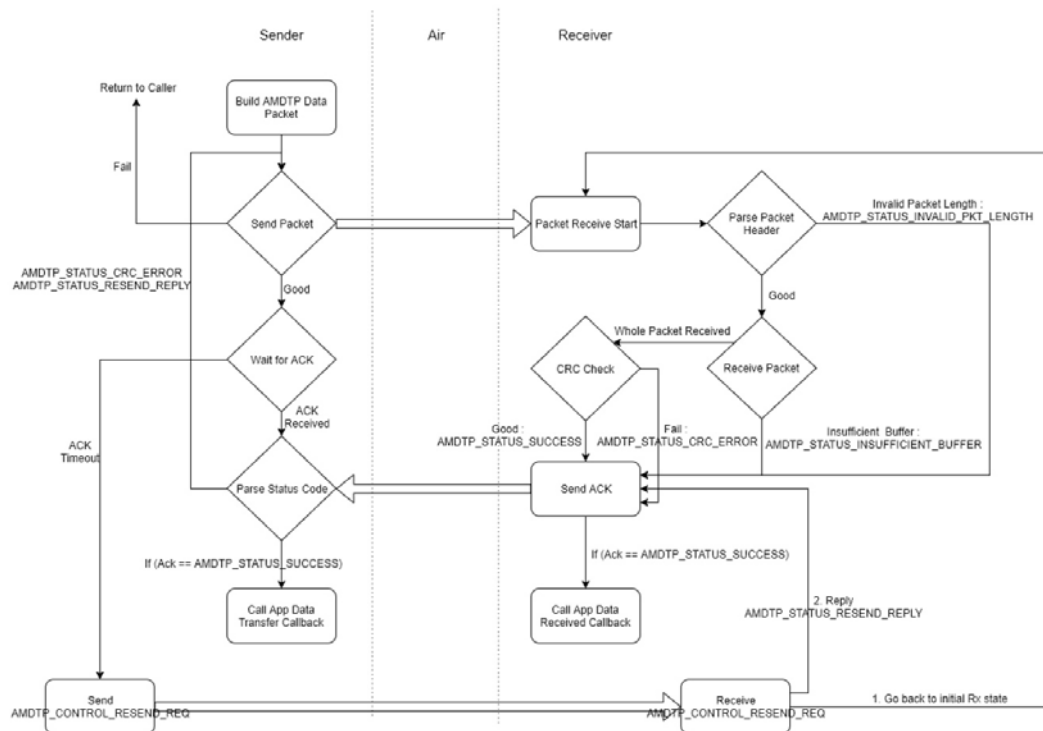 Sender
Air
Receiver
Return to Caller
Build AMDTP Data
Packet
Fail
Send Packet
Packet Receive Start
Parse Packet
Header
Invalid Packet Length :
AMDTP_STATUS_INVALID_PKT_LENGTH
AMDTP_STATUS_CRC_ERROR
AMDTP_STATUS_RESEND_REPLY
Good
Good
Whole Packet Received
Wait for ACK
CRC Check
Receive Packet
ACK
Received
ACK
Timeout
Good :
AMDTP_STATUS_SUCCESS
Fail :
AMDTP_STATUS_CRC_ERROR
Insufficient Buffer :
AMDTP_STATUS_INSUFFICIENT_BUFFER
Parse Status Code
Send ACK
If (Ack == AMDTP_STATUS_SUCCESS)
If (Ack == AMDTP_STATUS_SUCCESS)
Call App Data
Transfer Callback
Call App Data
Received Callback
2. Reply
AMDTP_STATUS_RESEND_REPLY
Send
AMDTP_CONTROL_RESEND_REQ
Receive
AMDTP_CONTROL_RESEND_REQ
1. Go back to initial Rx state